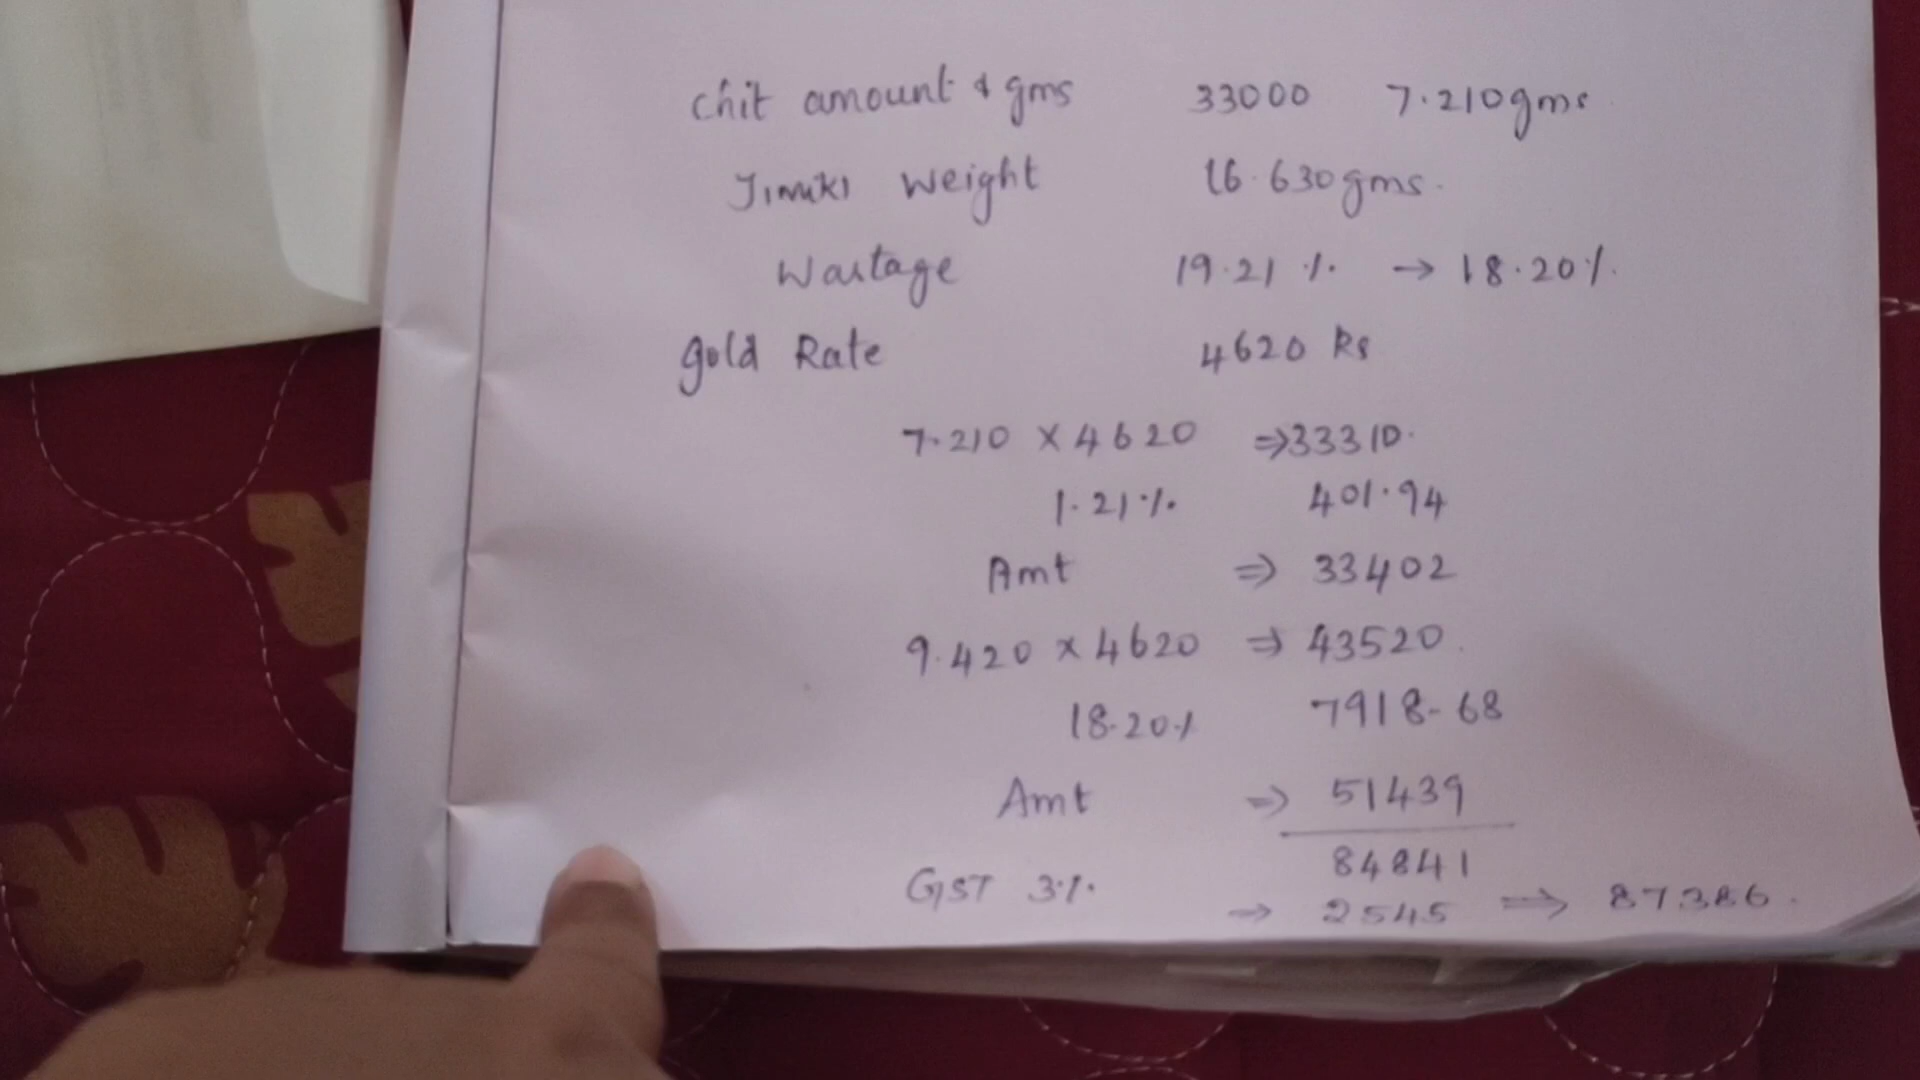 chit amount & gms 33000 7.210gms
Jimiki weight 16.630gms.
Wastage 19.21 % → 18.20%.
gold Rate 4620 Rs
7.210 x 4620 ⇒33310.
1.21% 401.94
Amt ⇒ 33402
9.420 x 4620 ⇒ 43520.
18.20% 7918-68
Amt ⇒ 51439
84841
GST 3% → 2545 ⇒ 87386.